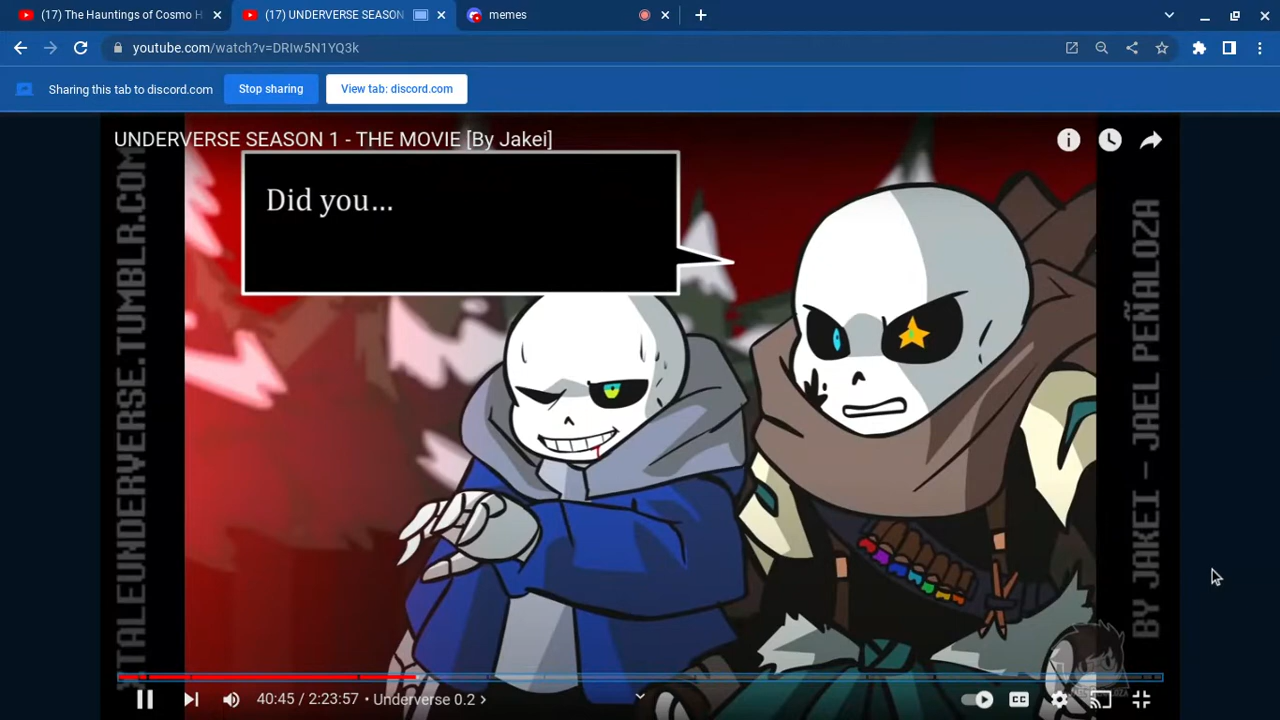 (17) The Hauntings of Cosmo H
(17) UNDERVERSE SEASON
memes
youtube.com/watch?v=DRIw5N1YQ3k
Sharing this tab to discord.com
Stop sharing
View tab: discord.com
UNDERVERSE SEASON 1 - THE MOVIE [By Jakei]
Did you...
XTALEUNDERVERSE.TUMBLR.COM
BY JAKEI - JAEL PEÑALOZA
40:45 / 2:23:57 • Underverse 0.2 >
CC